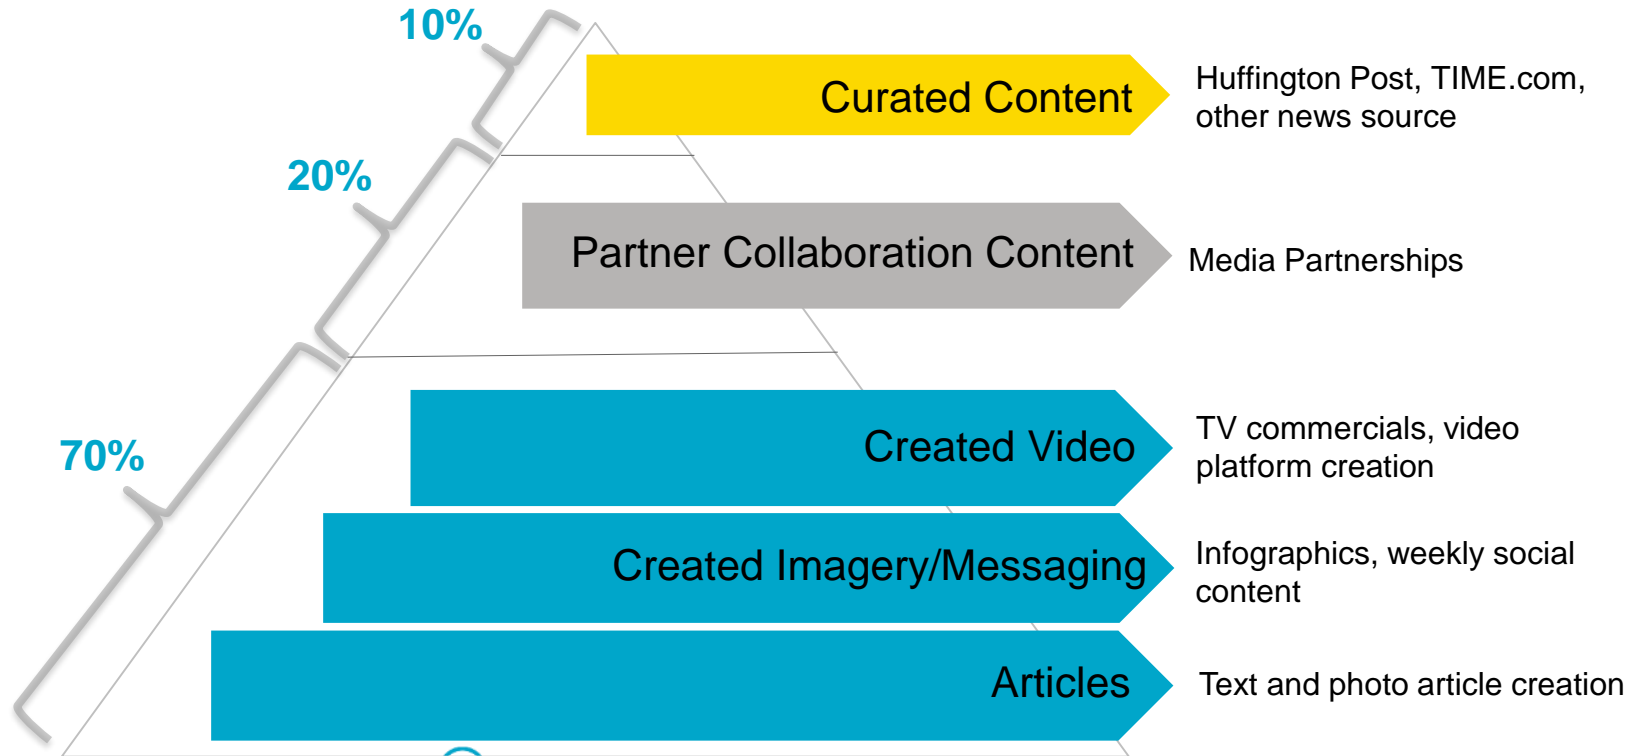 10%
Curated Content
Huffington Post, TIME.com,
other news source
20%
Partner Collaboration Content
Media Partnerships
70%
Created Video
TV commercials, video
platform creation
Created Imagery/Messaging
Infographics, weekly social
content
Articles
Text and photo article creation